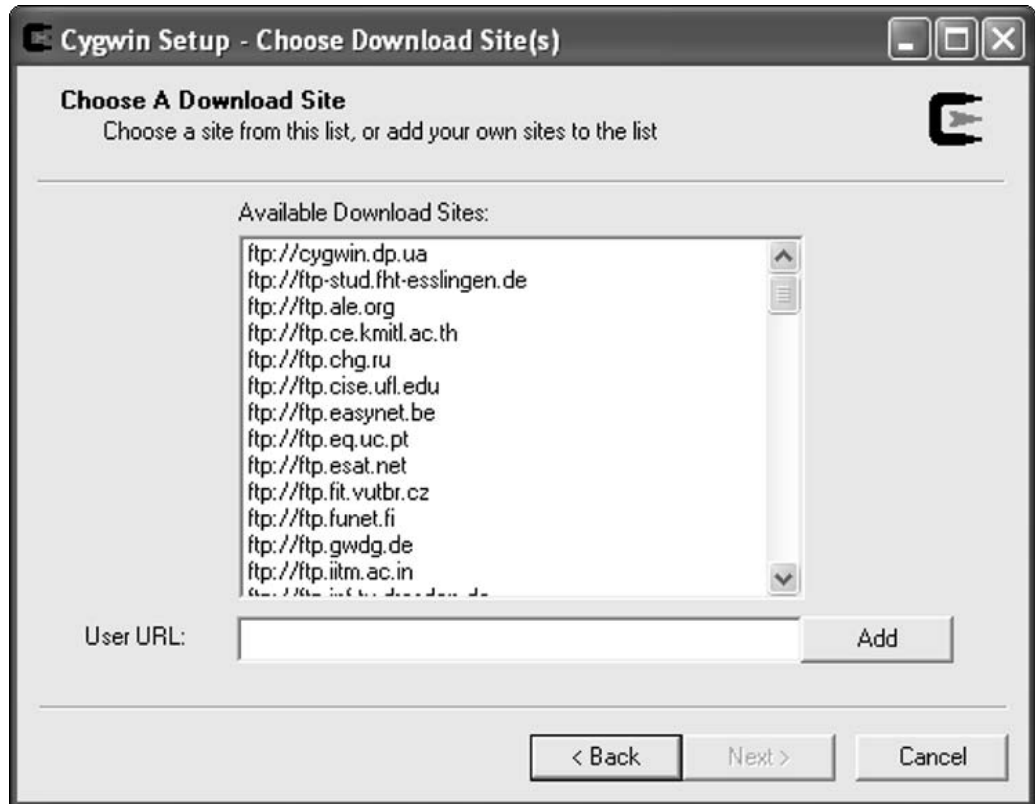 Cygwin Setup - Choose Download Site(s)
Choose A Download Site
Choose a site from this list, or add your own sites to the list
Available Download Sites:
ftp://cygwin.dp.ua
ftp://ftp-stud.fht-esslingen.de
ftp://ftp.ale.org
ftp://ftp.ce.kmitl.ac.th
ftp://ftp.chg.ru
ftp://ftp.cise.ufl.edu
ftp://ftp.easynet.be
ftp://ftp.eq.uc.pt
ftp://ftp.esat.net
ftp://ftp.fit.vutbr.cz
ftp://ftp.funet.fi
ftp://ftp.gwdg.de
ftp://ftp.iitm.ac.in
User URL: Add
< Back Next > Cancel